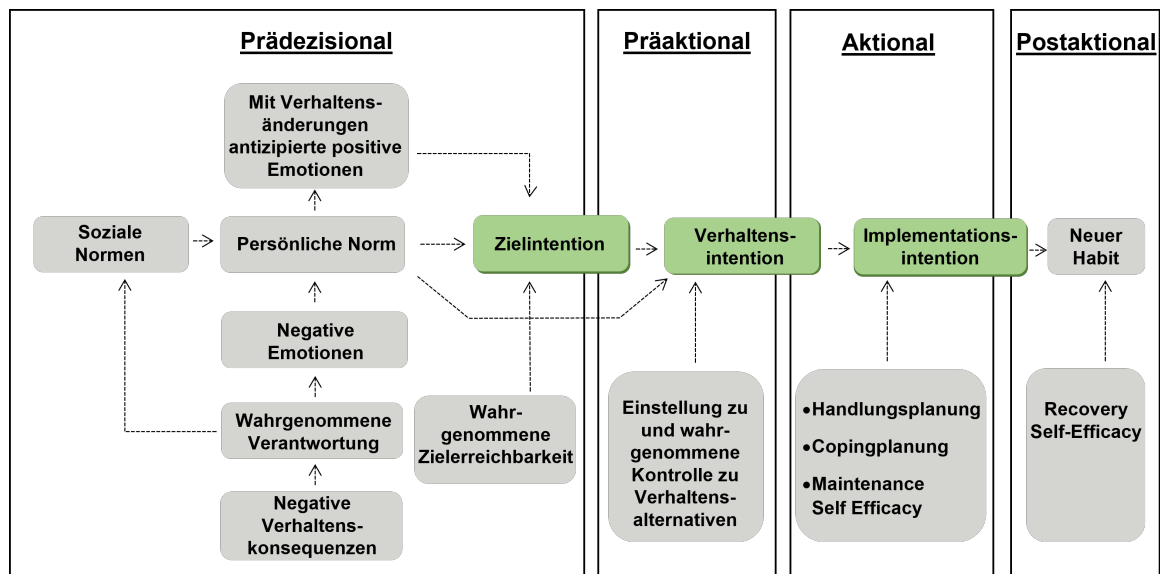 Prädezisional
Mit Verhaltens-
änderungen
antizipierte positive
Emotionen
Soziale
Normen
Persönliche Norm
Zielintention
Negative
Emotionen
Wahrgenommene
Verantwortung
Negative
Verhaltens-
konsequenzen
Wahr-
genommene
Zielerreichbarkeit
Präaktional
Verhaltens-
intention
Einstellung zu
und wahr-
genommene
Kontrolle zu
Verhaltens-
alternativen
Aktional
Implementations-
intention
•Handlungsplanung
•Copingplanung
•Maintenance
Self Efficacy
Postaktional
Neuer
Habit
Recovery
Self-Efficacy